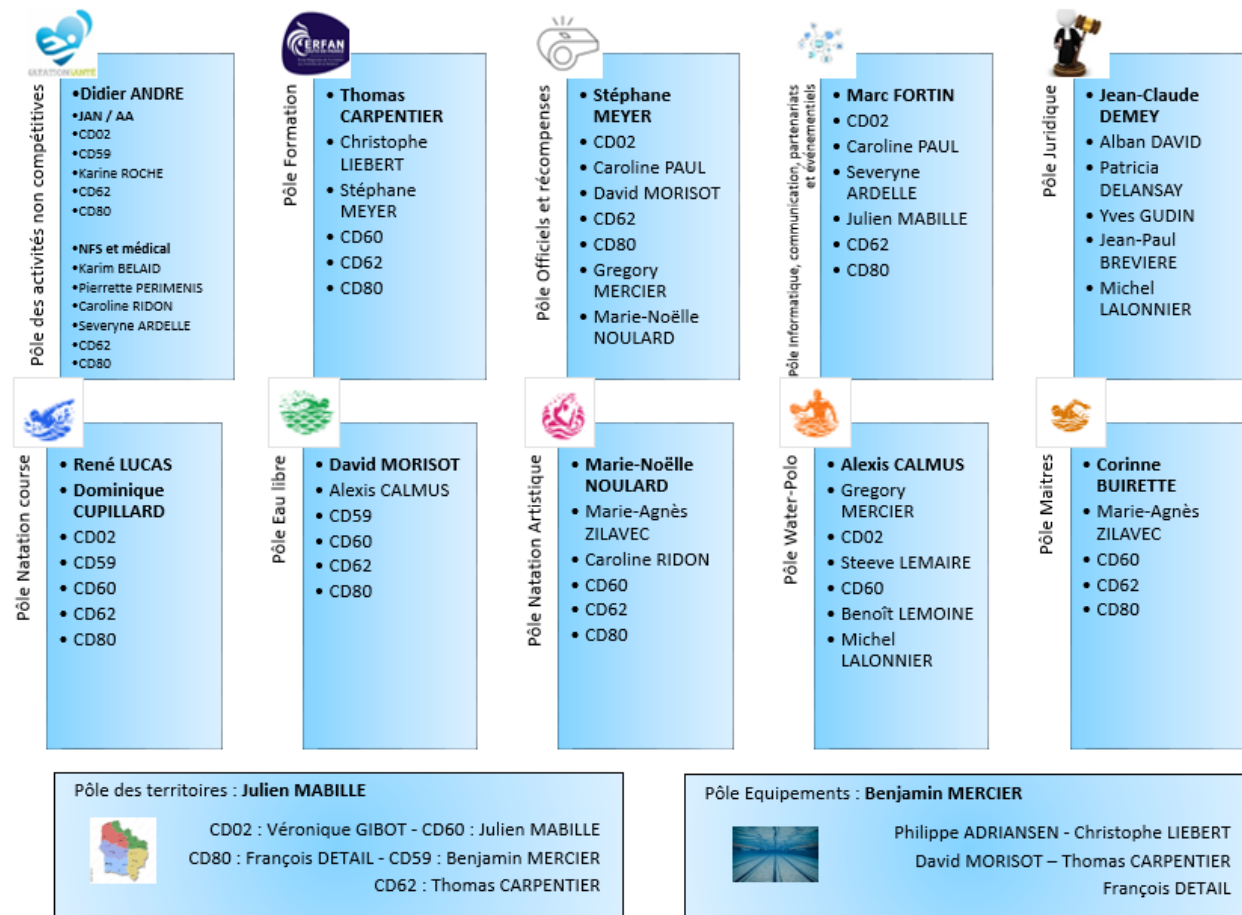 NATATIONSANTÉ
Pôle des activités non compétitives
•Didier ANDRE
•JAN / AA
•CD02
•CD59
•Karine ROCHE
•CD62
•CD80
•NFS et médical
•Karim BELAID
•Pierrette PERIMENIS
•Caroline RIDON
•Severyne ARDELLE
•CD62
•CD80
ERFAN
Pôle Formation
• Thomas
CARPENTIER
• Christophe
LIEBERT
• Stéphane
MEYER
• CD60
• CD62
• CD80
Pôle Officiels et récompenses
• Stéphane
MEYER
• CD02
• Caroline PAUL
• David MORISOT
• CD62
• CD80
• Gregory
MERCIER
• Marie-Noëlle
NOULARD
Pôle Informatique, communication, partenariats
et événementiels
• Marc FORTIN
• CD02
• Caroline PAUL
• Severyne
ARDELLE
• Julien MABILLE
• CD62
• CD80
Pôle Juridique
• Jean-Claude
DEMEY
• Alban DAVID
• Patricia
DELANSAY
• Yves GUDIN
• Jean-Paul
BREVIERE
• Michel
LALONNIER
Pôle Natation course
• René LUCAS
• Dominique
CUPILLARD
• CD02
• CD59
• CD60
• CD62
• CD80
Pôle Eau libre
• David MORISOT
• Alexis CALMUS
• CD59
• CD60
• CD62
• CD80
Pôle Natation Artistique
• Marie-Noëlle
NOULARD
• Marie-Agnès
ZILAVEC
• Caroline RIDON
• CD60
• CD62
• CD80
Pôle Water-Polo
• Alexis CALMUS
• Gregory
MERCIER
• CD02
• Steeve LEMAIRE
• CD60
• Benoît LEMOINE
• Michel
LALONNIER
Pôle Maitres
• Corinne
BUIRETTE
• Marie-Agnès
ZILAVEC
• CD60
• CD62
• CD80
Pôle des territoires : Julien MABILLE
CD02 : Véronique GIBOT - CD60 : Julien MABILLE
CD80 : François DETAIL - CD59 : Benjamin MERCIER
CD62 : Thomas CARPENTIER
Pôle Equipements : Benjamin MERCIER
Philippe ADRIANSEN - Christophe LIEBERT
David MORISOT – Thomas CARPENTIER
François DETAIL